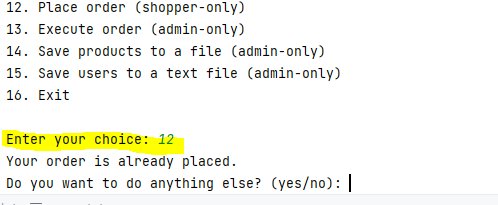 12. Place order (shopper-only)
13. Execute order (admin-only)
14. Save products to a file (admin-only)
15. Save users to a text file (admin-only)
16. Exit
Enter your choice: 12
Your order is already placed.
Do you want to do anything else? (yes/no):